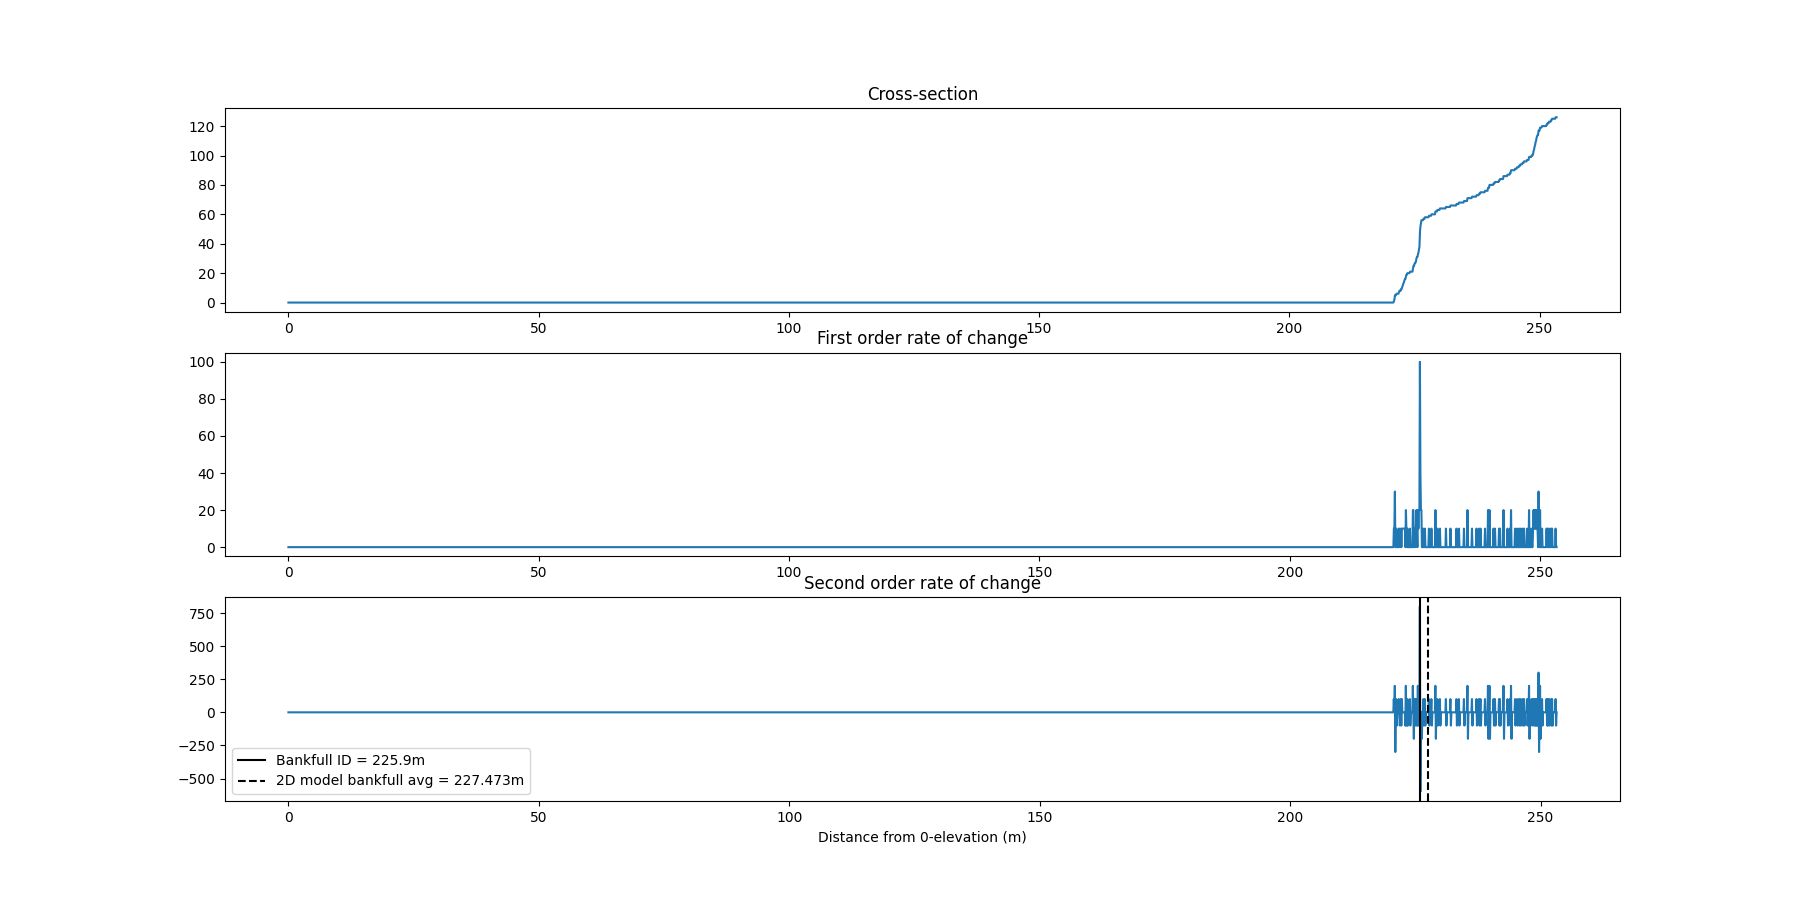 Cross-section
120
100
80
60
40
20
0
0 50 100 150 200 250
First order rate of change
100
80
60
40
20
0
0 50 100 150 200 250
Second order rate of change
750
500
250
0
−250
−500
Bankfull ID = 225.9m
2D model bankfull avg = 227.473m
0 50 100 150 200 250
Distance from 0-elevation (m)